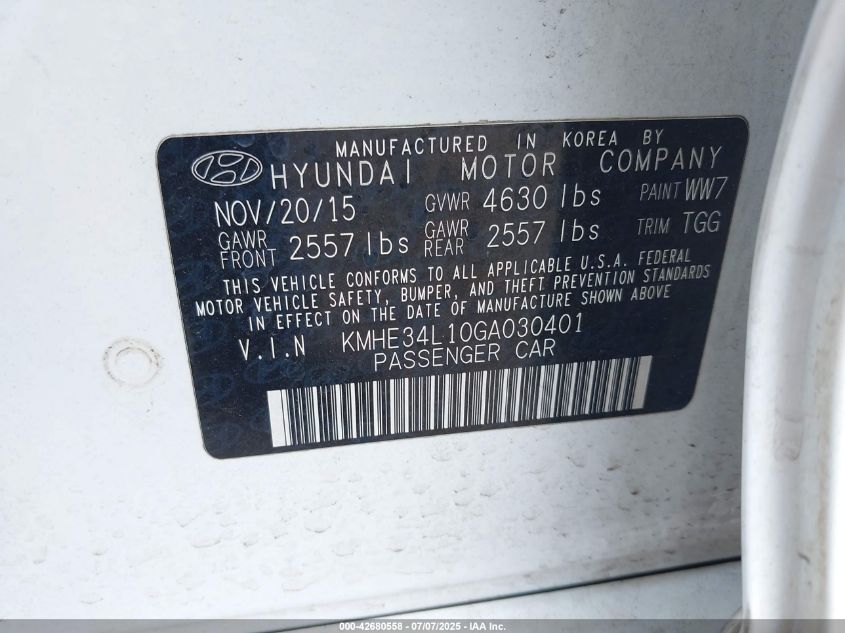 MANUFACTURED IN KOREA BY
HYUNDAI MOTOR COMPANY
NOV/20/15 GVWR 4630 lbs PAINT WW7
GAWR FRONT 2557 lbs GAWR REAR 2557 lbs TRIM TGG
THIS VEHICLE CONFORMS TO ALL APPLICABLE U.S.A. FEDERAL
MOTOR VEHICLE SAFETY, BUMPER, AND THEFT PREVENTION STANDARDS
IN EFFECT ON THE DATE OF MANUFACTURE SHOWN ABOVE
V.I.N KMHE34L10GA030401
PASSENGER CAR
000-42680558 - 07/07/2025 - IAA Inc.